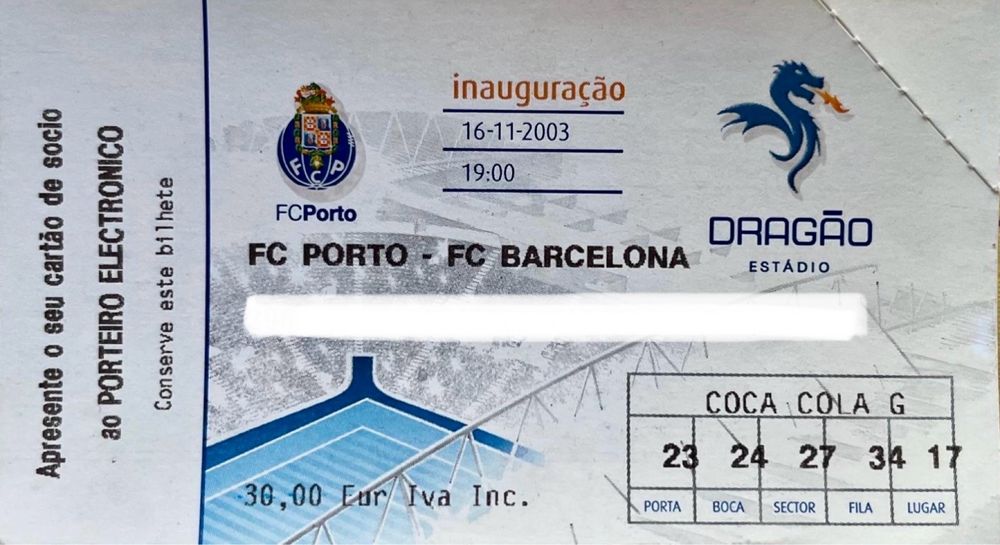 Apresente o seu cartão de socio
ao PORTEIRO ELECTRONICO
Conserve este bilhete
FCP
FCPorto
inauguração
16-11-2003
19:00
DRAGÃO
ESTÁDIO
FC PORTO - FC BARCELONA
COCA COLA G
23 24 27 34 17
PORTA BOCA SECTOR FILA LUGAR
30,00 Eur Iva Inc.